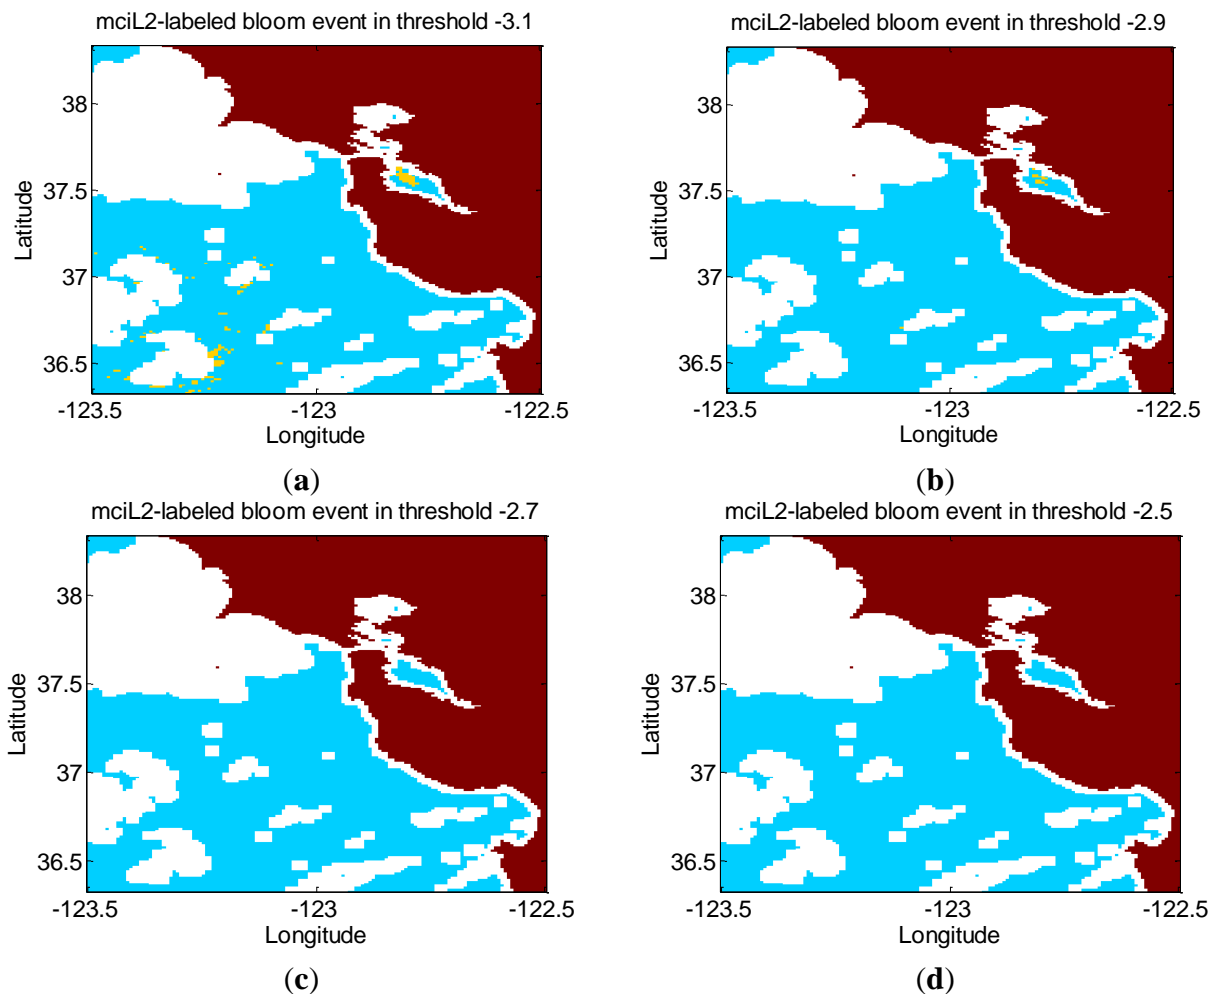 mciL2-labeled bloom event in threshold -3.1
38
37.5
37
36.5
Latitude
-123.5
-123
-122.5
Longitude
(a)
mciL2-labeled bloom event in threshold -2.9
38
37.5
37
36.5
Latitude
-123.5
-123
-122.5
Longitude
(b)
mciL2-labeled bloom event in threshold -2.7
38
37.5
37
36.5
Latitude
-123.5
-123
-122.5
Longitude
(c)
mciL2-labeled bloom event in threshold -2.5
38
37.5
37
36.5
Latitude
-123.5
-123
-122.5
Longitude
(d)